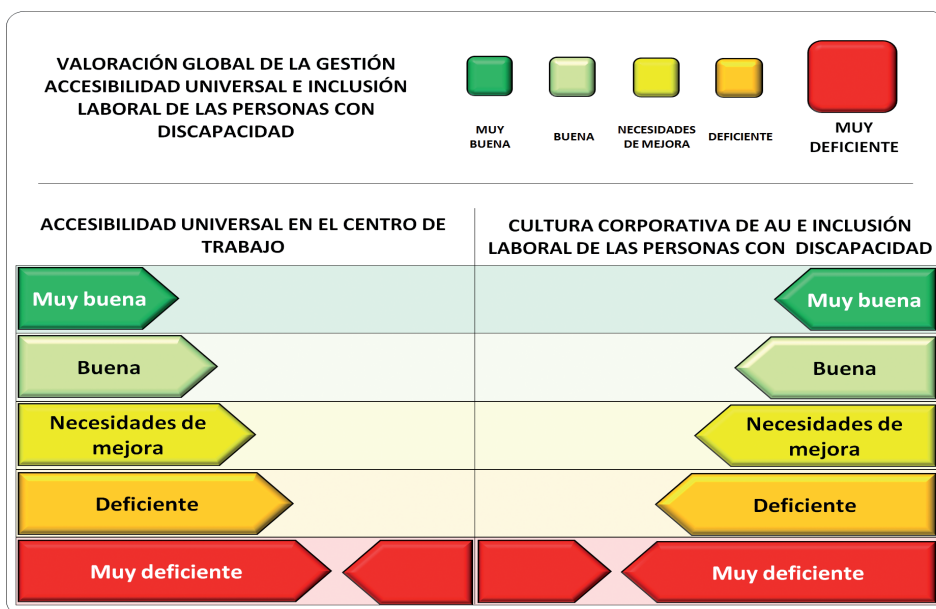 VALORACIÓN GLOBAL DE LA GESTIÓN
ACCESIBILIDAD UNIVERSAL E INCLUSIÓN
LABORAL DE LAS PERSONAS CON
DISCAPACIDAD
MUY
BUENA
BUENA
NECESIDADES
DE MEJORA
DEFICIENTE
MUY
DEFICIENTE
ACCESIBILIDAD UNIVERSAL EN EL CENTRO DE
TRABAJO
CULTURA CORPORATIVA DE AU E INCLUSIÓN
LABORAL DE LAS PERSONAS CON DISCAPACIDAD
Muy buena
Muy buena
Buena
Buena
Necesidades de
mejora
Necesidades de
mejora
Deficiente
Deficiente
Muy deficiente
Muy deficiente